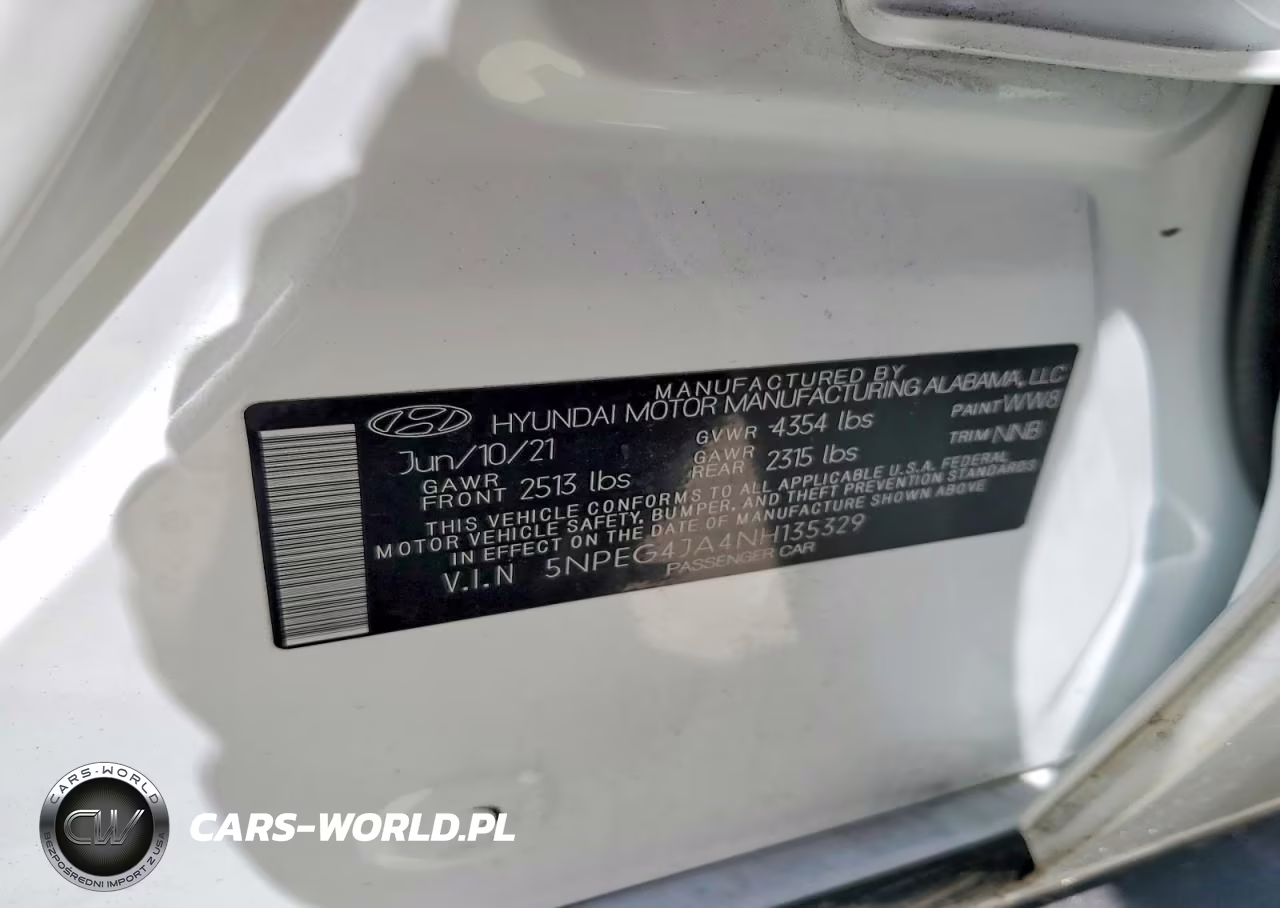 MANUFACTURED BY
HYUNDAI MOTOR MANUFACTURING ALABAMA, LLC
Jun/10/21
GVWR 4354 lbs
PAINT WW8
GAWR FRONT 2513 lbs
GAWR REAR 2315 lbs
TRIM NNB
THIS VEHICLE CONFORMS TO ALL APPLICABLE U.S.A. FEDERAL
MOTOR VEHICLE SAFETY, BUMPER, AND THEFT PREVENTION STANDARDS
IN EFFECT ON THE DATE OF MANUFACTURE SHOWN ABOVE
V.I.N 5NPEG4JA4NH135329
PASSENGER CAR
CARS-WORLD
CW
BEZPOŚREDNI IMPORT Z USA
CARS-WORLD.PL